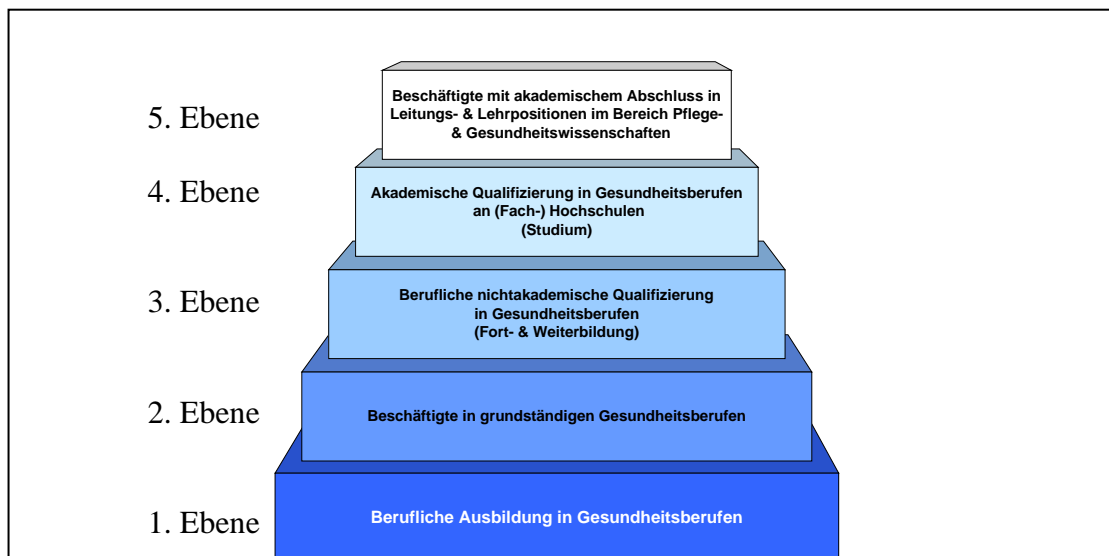 5. Ebene
Beschäftigte mit akademischem Abschluss in
Leitungs- & Lehrpositionen im Bereich Pflege-
& Gesundheitswissenschaften
4. Ebene
Akademische Qualifizierung in Gesundheitsberufen
an (Fach-) Hochschulen
(Studium)
3. Ebene
Berufliche nichtakademische Qualifizierung
in Gesundheitsberufen
(Fort- & Weiterbildung)
2. Ebene
Beschäftigte in grundständigen Gesundheitsberufen
1. Ebene
Berufliche Ausbildung in Gesundheitsberufen